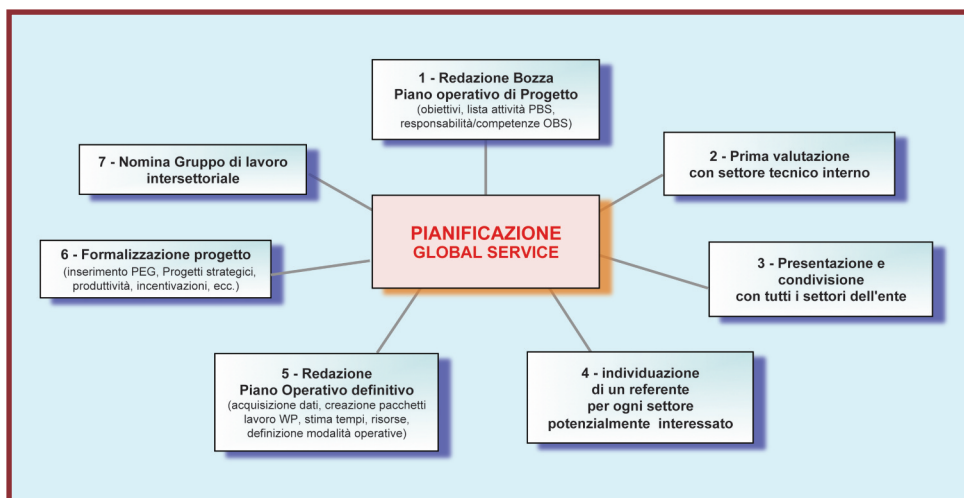 1 - Redazione Bozza
Piano operativo di Progetto
(obiettivi, lista attività PBS,
responsabilità/competenze OBS)
2 - Prima valutazione
con settore tecnico interno
3 - Presentazione e
condivisione
con tutti i settori dell'ente
4 - individuazione
di un referente
per ogni settore
potenzialmente interessato
5 - Redazione
Piano Operativo definitivo
(acquisizione dati, creazione pacchetti
lavoro WP, stima tempi, risorse,
definizione modalità operative)
6 - Formalizzazione progetto
(inserimento PEG, Progetti strategici,
produttività, incentivazioni, ecc.)
7 - Nomina Gruppo di lavoro
intersettoriale
PIANIFICAZIONE
GLOBAL SERVICE